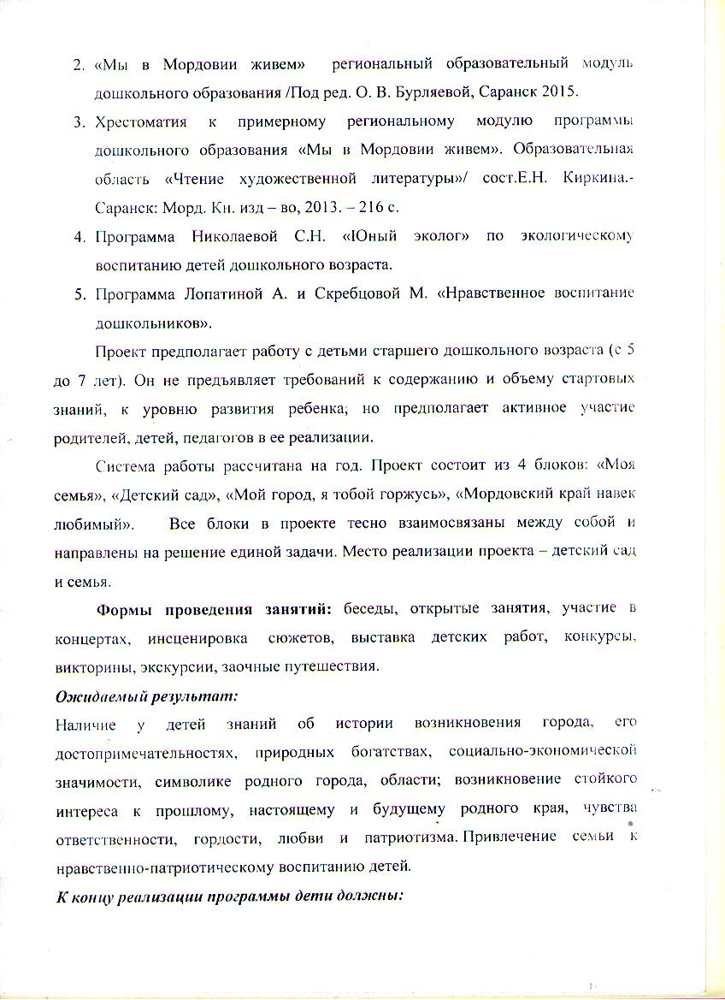 2. «Мы в Мордовии живем» региональный образовательный модуль
дошкольного образования /Под ред. О. В. Бурляевой, Саранск 2015.
3. Хрестоматия к примерному региональному модулю программы
дошкольного образования «Мы в Мордовии живем». Образовательная
область «Чтение художественной литературы»/ сост.Е.Н. Киркина.-
Саранск: Морд. Кн. изд – во, 2013. – 216 с.
4. Программа Николаевой С.Н. «Юный эколог» по экологическому
воспитанию детей дошкольного возраста.
5. Программа Лопатиной А. и Скребцовой М. «Нравственное воспитание
дошкольников».
Проект предполагает работу с детьми старшего дошкольного возраста (с 5
до 7 лет). Он не предъявляет требований к содержанию и объему стартовых
знаний, к уровню развития ребенка; но предполагает активное участие
родителей, детей, педагогов в ее реализации.
Система работы рассчитана на год. Проект состоит из 4 блоков: «Моя
семья», «Детский сад», «Мой город, я тобой горжусь», «Мордовский край навек
любимый». Все блоки в проекте тесно взаимосвязаны между собой и
направлены на решение единой задачи. Место реализации проекта – детский сад
и семья.
Формы проведения занятий: беседы, открытые занятия, участие в
концертах, инсценировка сюжетов, выставка детских работ, конкурсы,
викторины, экскурсии, заочные путешествия.
Ожидаемый результат:
Наличие у детей знаний об истории возникновения города, его
достопримечательностях, природных богатствах, социально-экономической
значимости, символике родного города, области; возникновение стойкого
интереса к прошлому, настоящему и будущему родного края, чувства
ответственности, гордости, любви и патриотизма. Привлечение семьи к
нравственно-патриотическому воспитанию детей.
К концу реализации программы дети должны: